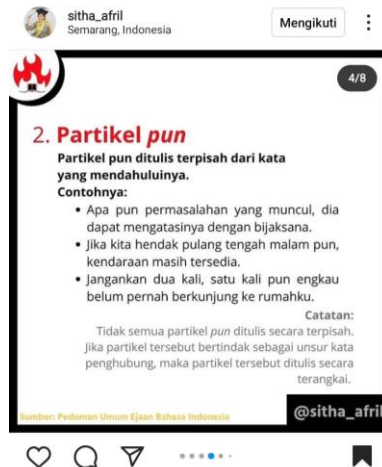 sitha_afril
Semarang, Indonesia
Mengikuti
4/8
2. Partikel pun
Partikel pun ditulis terpisah dari kata
yang mendahuluinya.
Contohnya:
• Apa pun permasalahan yang muncul, dia
dapat mengatasinya dengan bijaksana.
• Jika kita hendak pulang tengah malam pun,
kendaraan masih tersedia.
• Jangankan dua kali, satu kali pun engkau
belum pernah berkunjung ke rumahku.
Catatan:
Tidak semua partikel pun ditulis secara terpisah.
Jika partikel tersebut bertindak sebagai unsur kata
penghubung, maka partikel tersebut ditulis secara
terangkai.
Sumber: Pedoman Umum Ejaan Bahasa Indonesia
@sitha_afril